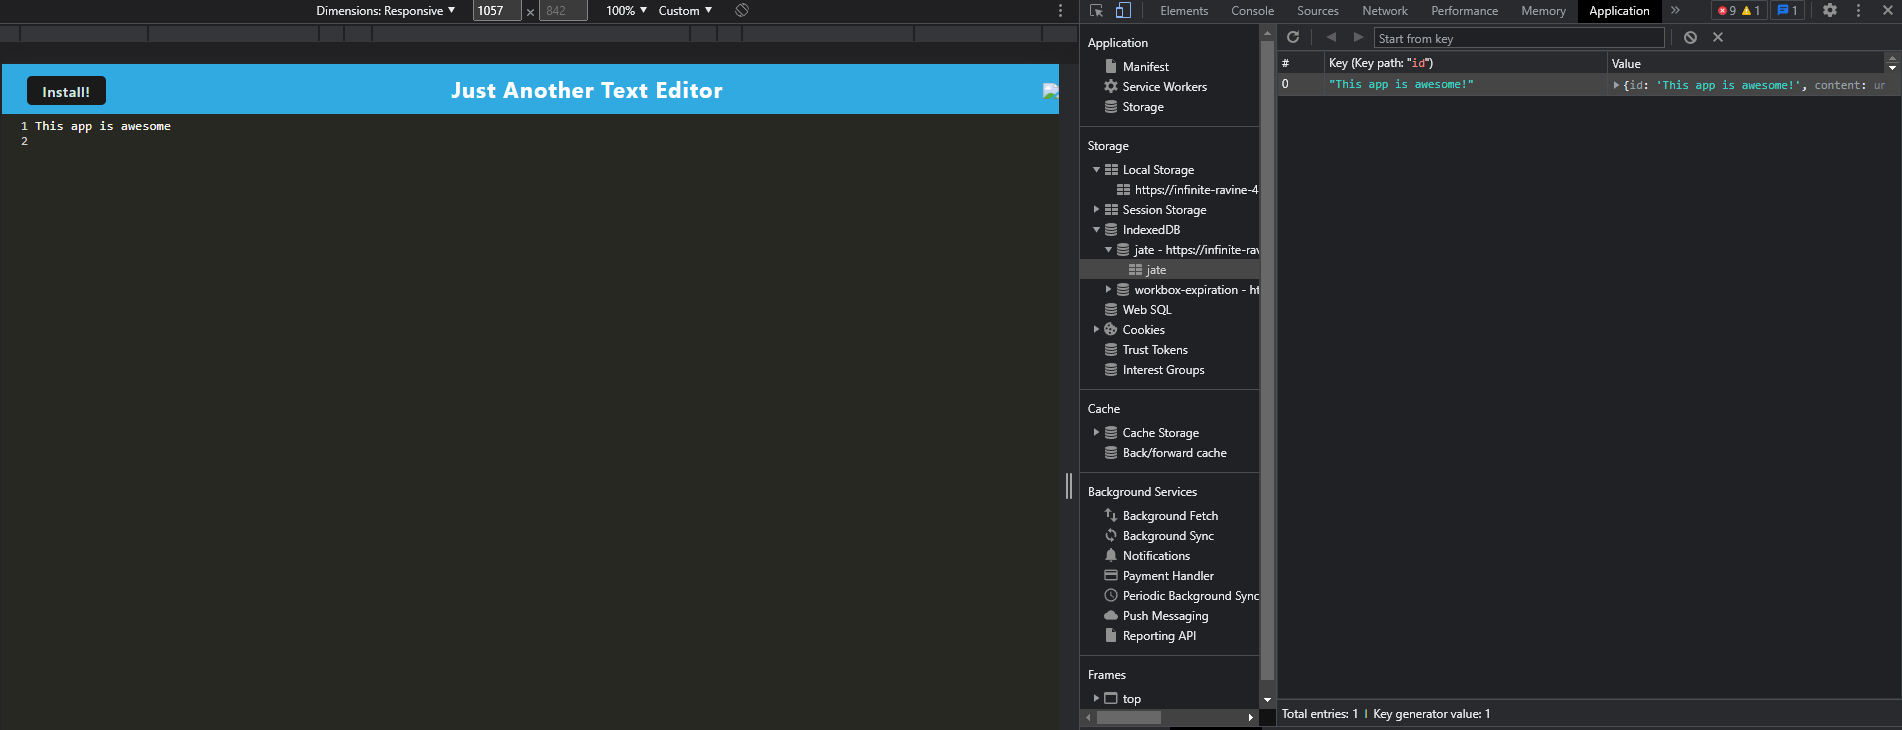 Dimensions: Responsive ▼ 1057 × 842 100% ▼ Custom ▼
Install!
Just Another Text Editor
1 This app is awesome
2
Elements Console Sources Network Performance Memory Application » 9 1 1
Application
Manifest
Service Workers
Storage
Storage
Local Storage
https://infinite-ravine-4
Session Storage
IndexedDB
jate - https://infinite-rav
jate
workbox-expiration - ht
Web SQL
Cookies
Trust Tokens
Interest Groups
Cache
Cache Storage
Back/forward cache
Background Services
Background Fetch
Background Sync
Notifications
Payment Handler
Periodic Background Sync
Push Messaging
Reporting API
Frames
top
Start from key
# Key (Key path: "id") Value
0 "This app is awesome!" {id: 'This app is awesome!', content: ur
Total entries: 1 Key generator value: 1